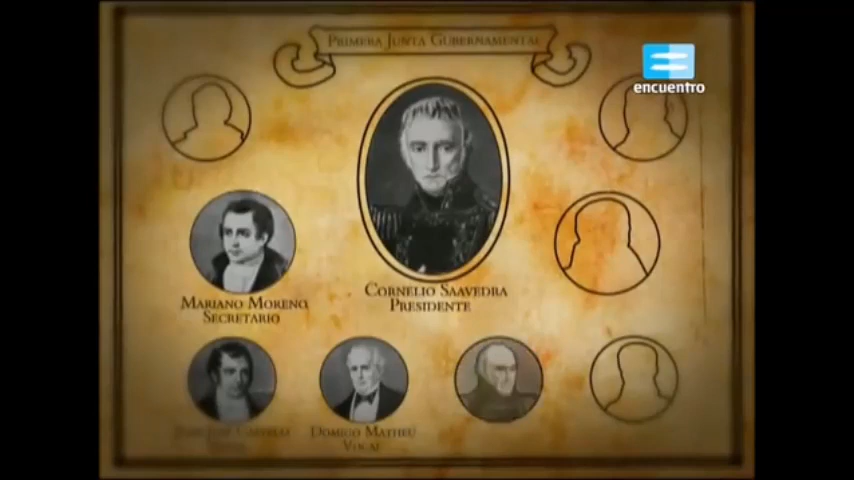 PRIMERA JUNTA GUBERNAMENTAL
encuentro
MARIANO MORENO
SECRETARIO
CORNELIO SAAVEDRA
PRESIDENTE
DOMIGO MATHEU
VOCAL